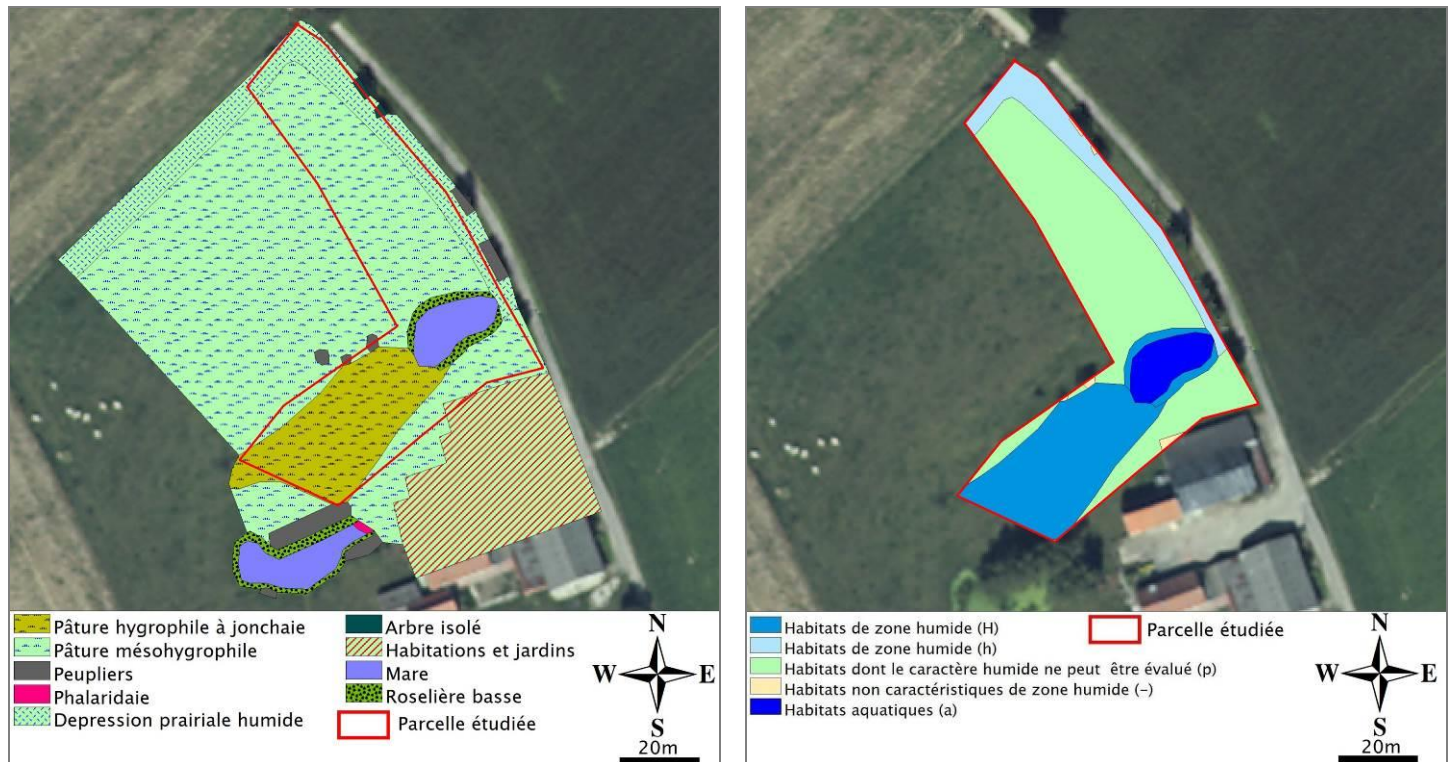 Pâture hygrophile à jonchaie
Pâture mésohygrophile
Peupliers
Phalaridaie
Depression prairiale humide
Arbre isolé
Habitations et jardins
Mare
Roselière basse
Parcelle étudiée
N
W E
S
20m
Habitats de zone humide (H)
Habitats de zone humide (h)
Habitats dont le caractère humide ne peut être évalué (p)
Habitats non caractéristiques de zone humide (-)
Habitats aquatiques (a)
Parcelle étudiée
N
W E
S
20m